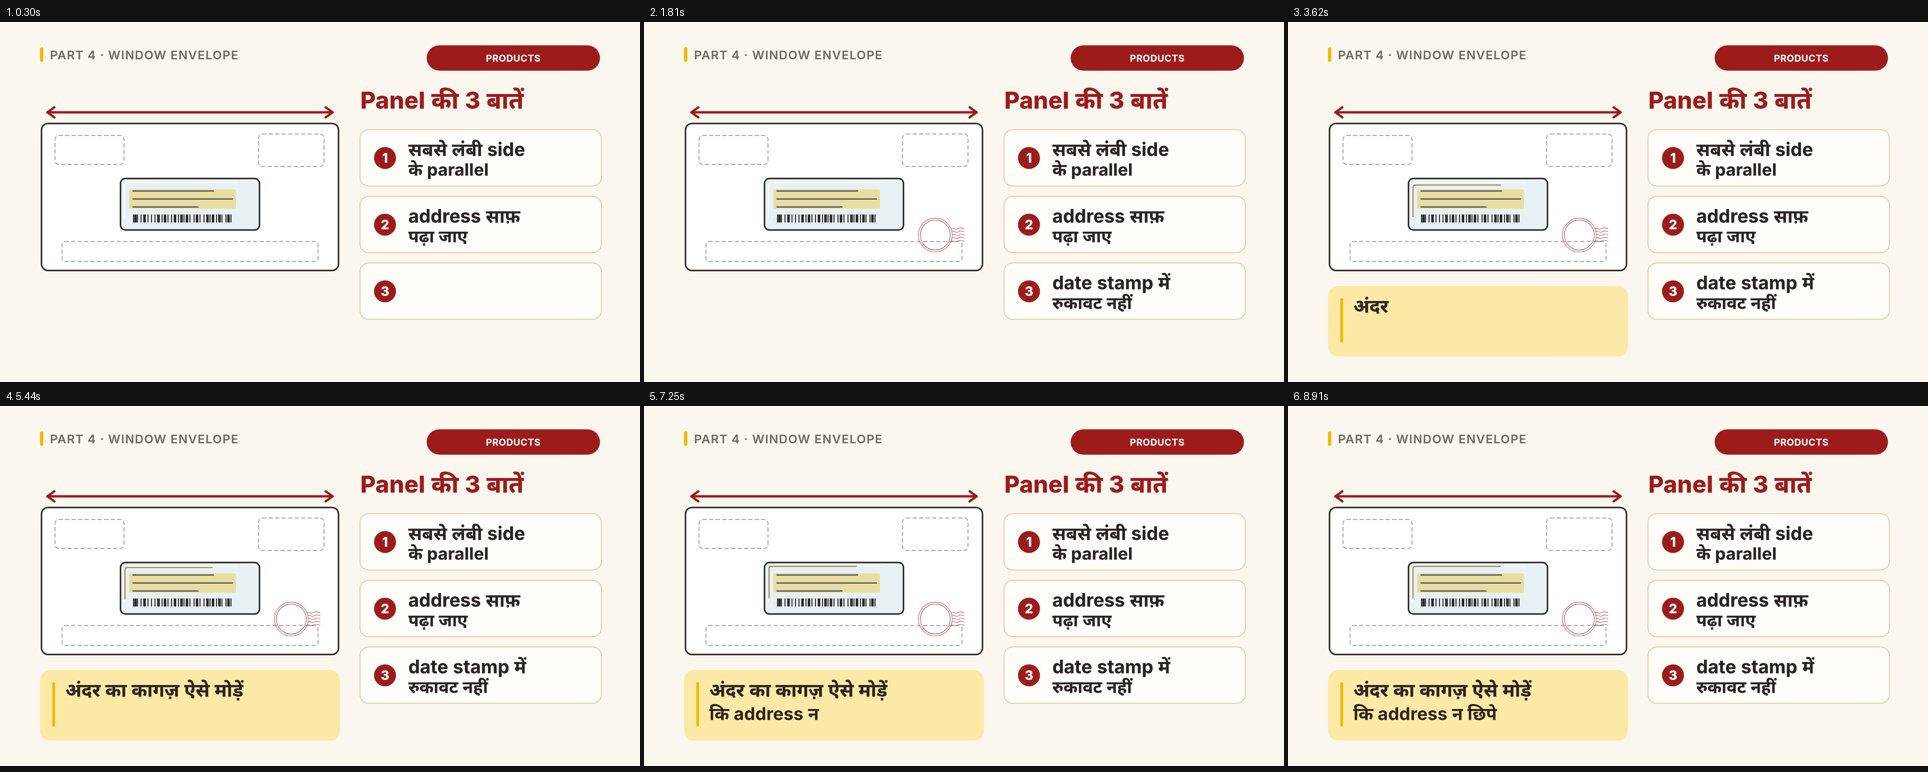 1. 0.30s
PART 4 · WINDOW ENVELOPE
PRODUCTS
Panel की 3 बातें
1 सबसे लंबी side
के parallel
2 address साफ़
पढ़ा जाए
3
2. 1.81s
PART 4 · WINDOW ENVELOPE
PRODUCTS
Panel की 3 बातें
1 सबसे लंबी side
के parallel
2 address साफ़
पढ़ा जाए
3 date stamp में
रुकावट नहीं
3. 3.62s
PART 4 · WINDOW ENVELOPE
PRODUCTS
Panel की 3 बातें
1 सबसे लंबी side
के parallel
2 address साफ़
पढ़ा जाए
3 date stamp में
रुकावट नहीं
अंदर
4. 5.44s
PART 4 · WINDOW ENVELOPE
PRODUCTS
Panel की 3 बातें
1 सबसे लंबी side
के parallel
2 address साफ़
पढ़ा जाए
3 date stamp में
रुकावट नहीं
अंदर का कागज़ ऐसे मोड़ें
5. 7.25s
PART 4 · WINDOW ENVELOPE
PRODUCTS
Panel की 3 बातें
1 सबसे लंबी side
के parallel
2 address साफ़
पढ़ा जाए
3 date stamp में
रुकावट नहीं
अंदर का कागज़ ऐसे मोड़ें
कि address न
6. 8.91s
PART 4 · WINDOW ENVELOPE
PRODUCTS
Panel की 3 बातें
1 सबसे लंबी side
के parallel
2 address साफ़
पढ़ा जाए
3 date stamp में
रुकावट नहीं
अंदर का कागज़ ऐसे मोड़ें
कि address न छिपे